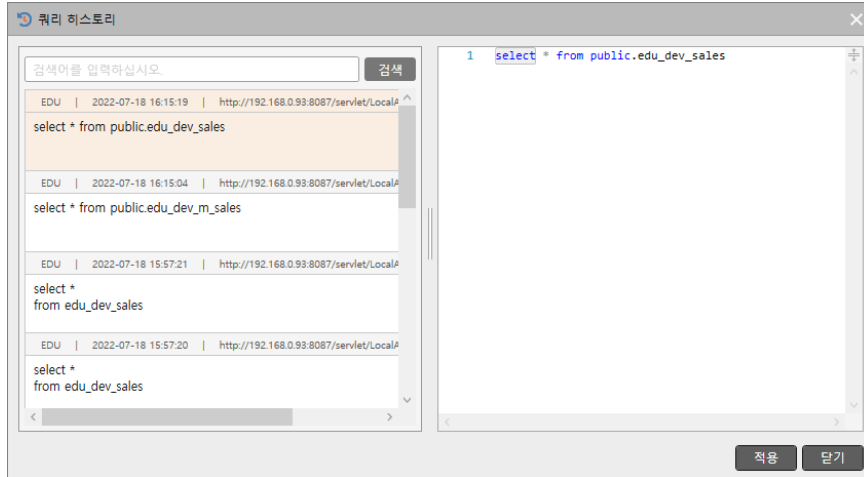 쿼리 히스토리
검색어를 입력하십시오.
검색
EDU | 2022-07-18 16:15:19 | http://192.168.0.93:8087/servlet/LocalA
select * from public.edu_dev_sales
EDU | 2022-07-18 16:15:04 | http://192.168.0.93:8087/servlet/LocalA
select * from public.edu_dev_m_sales
EDU | 2022-07-18 15:57:21 | http://192.168.0.93:8087/servlet/LocalA
select *
from edu_dev_sales
EDU | 2022-07-18 15:57:20 | http://192.168.0.93:8087/servlet/LocalA
select *
from edu_dev_sales
1 select * from public.edu_dev_sales
적용
닫기